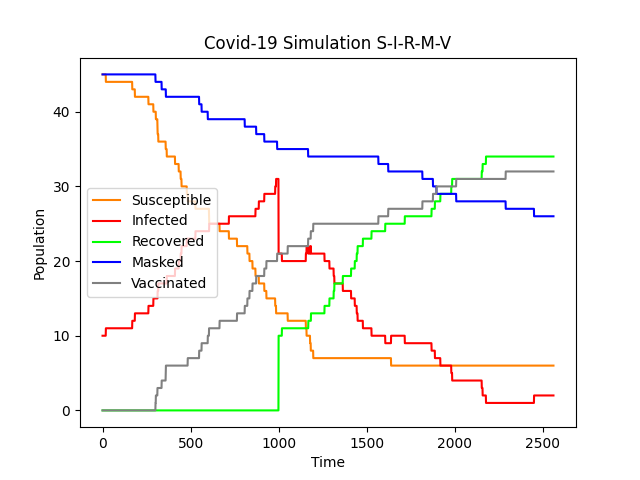 Covid-19 Simulation S-I-R-M-V
Population
40
30
20
10
0
Susceptible
Infected
Recovered
Masked
Vaccinated
0 500 1000 1500 2000 2500
Time